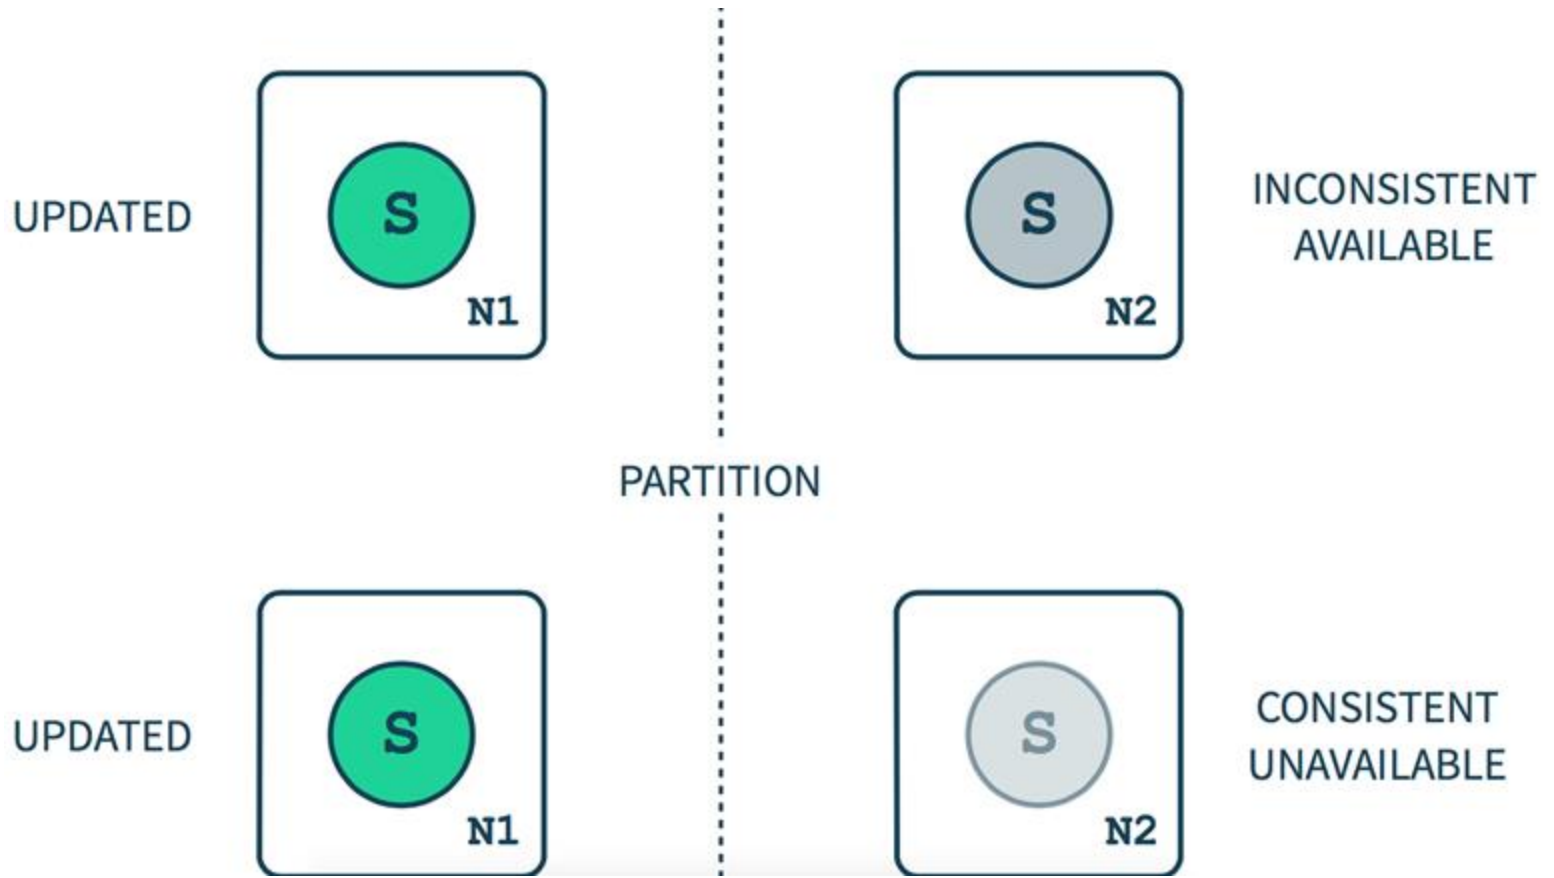 UPDATED
S
N1
S
N2
INCONSISTENT
AVAILABLE
PARTITION
UPDATED
S
N1
S
N2
CONSISTENT
UNAVAILABLE